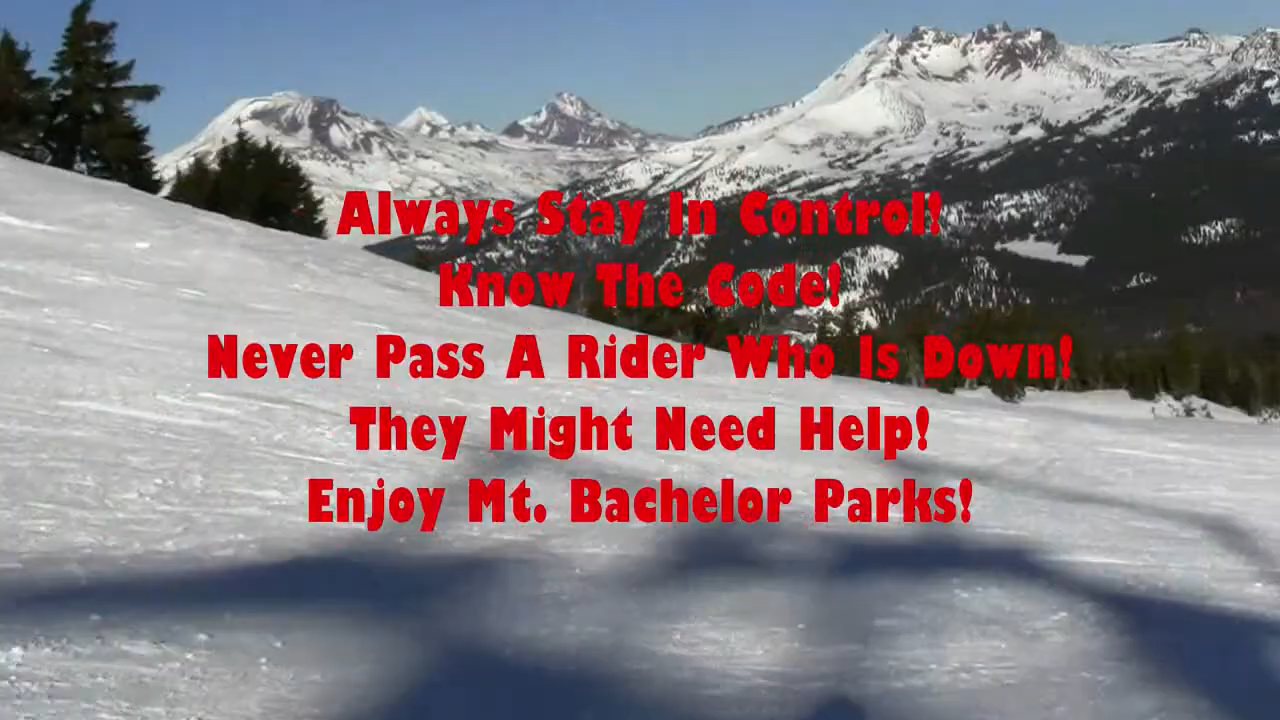 Always Stay In Control!
Know The Code!
Never Pass A Rider Who Is Down!
They Might Need Help!
Enjoy Mt. Bachelor Parks!